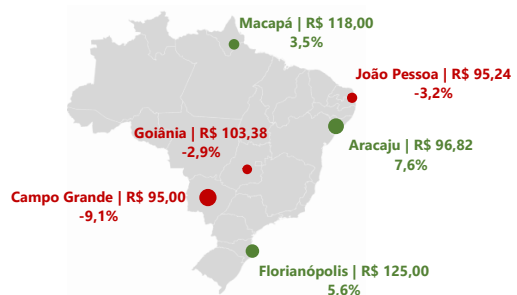 Macapá | R$ 118,00
3,5%
João Pessoa | R$ 95,24
-3,2%
Goiânia | R$ 103,38
-2,9%
Aracaju | R$ 96,82
7,6%
Campo Grande | R$ 95,00
-9,1%
Florianópolis | R$ 125,00
5,6%